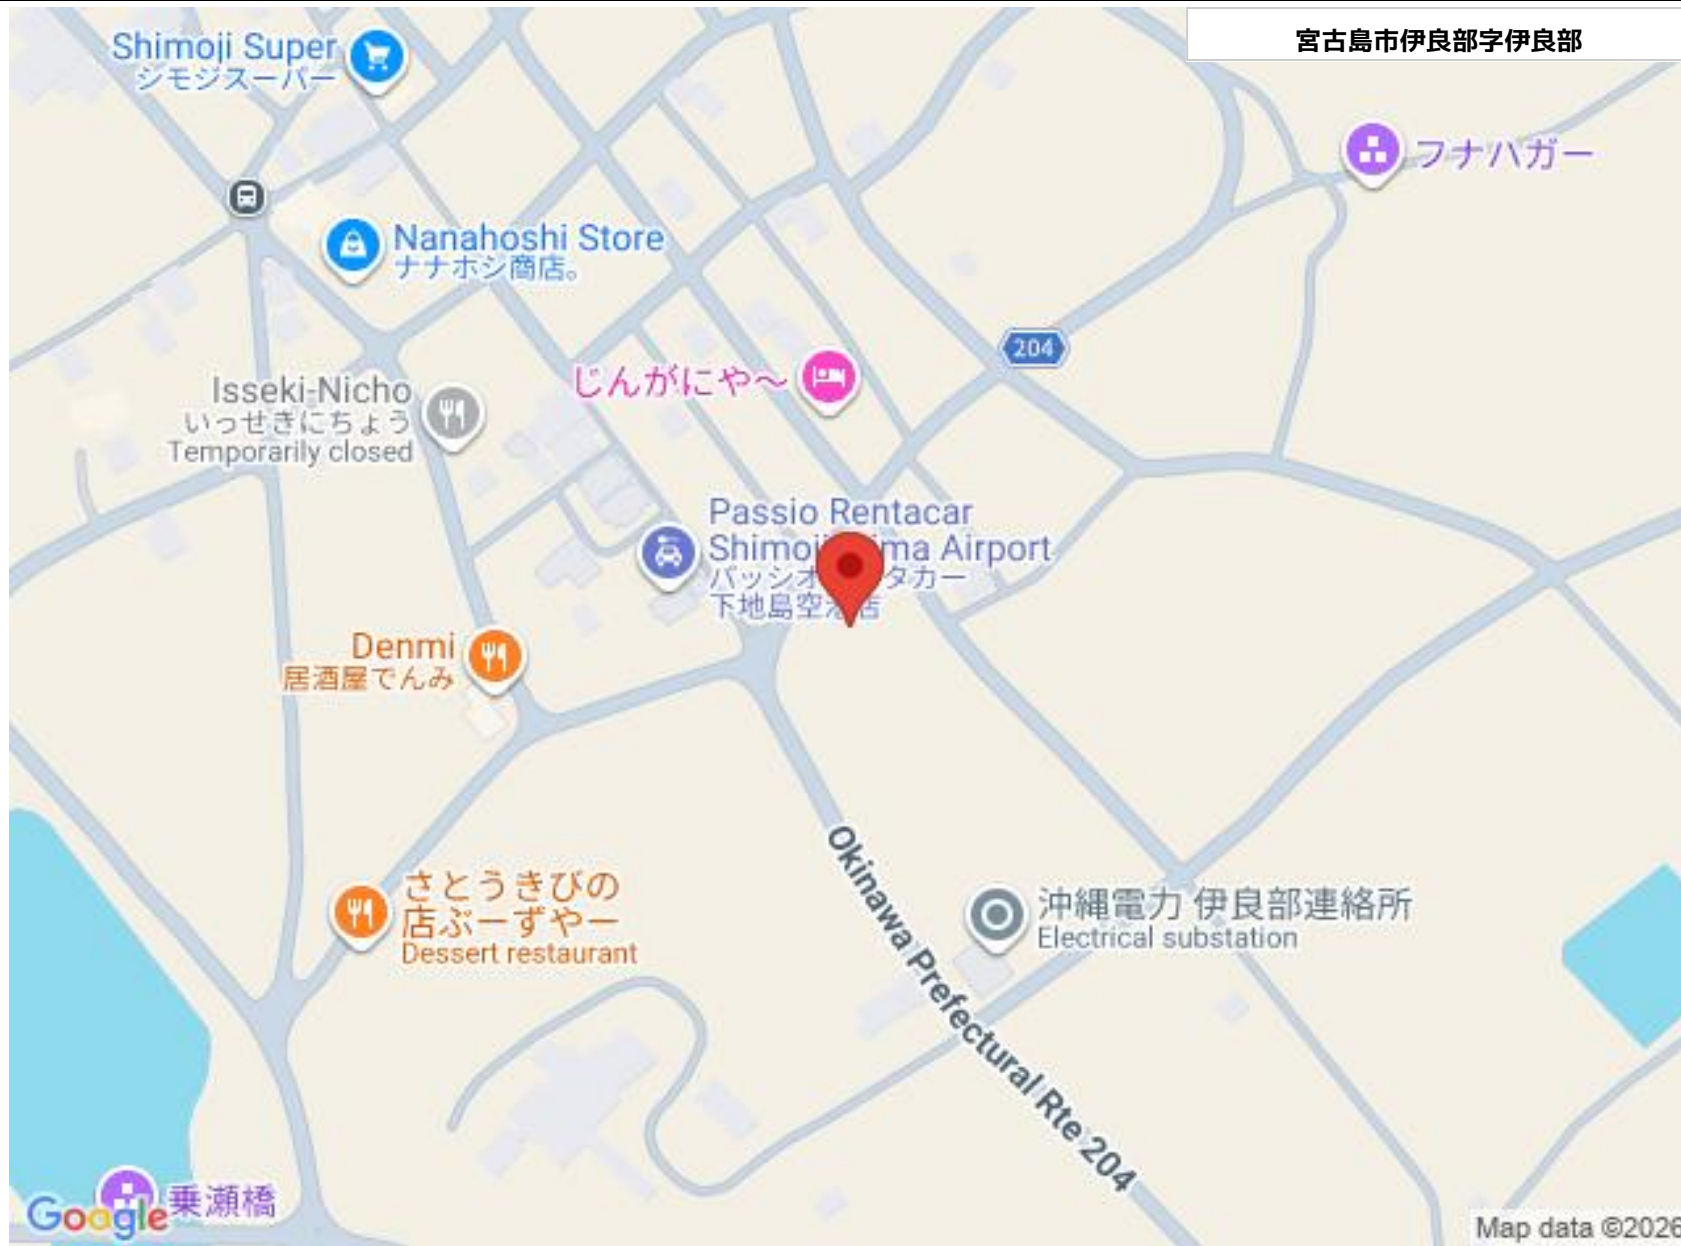 宮古島市伊良部字伊良部
Shimoji Super
シモジスーパー
フナハガー
Nanahoshi Store
ナナホシ商店。
204
じんがにや～
Isseki-Nicho
いっせきにちょう
Temporarily closed
Passio Rentacar
Shimoji ima Airport
パッシオ タカー
下地島空港店
Denmi
居酒屋でんみ
Okinawa Prefectural Rte 204
さとうきびの
店ぶーずやー
Dessert restaurant
沖縄電力 伊良部連絡所
Electrical substation
乗瀬橋
Google
Map data ©2026